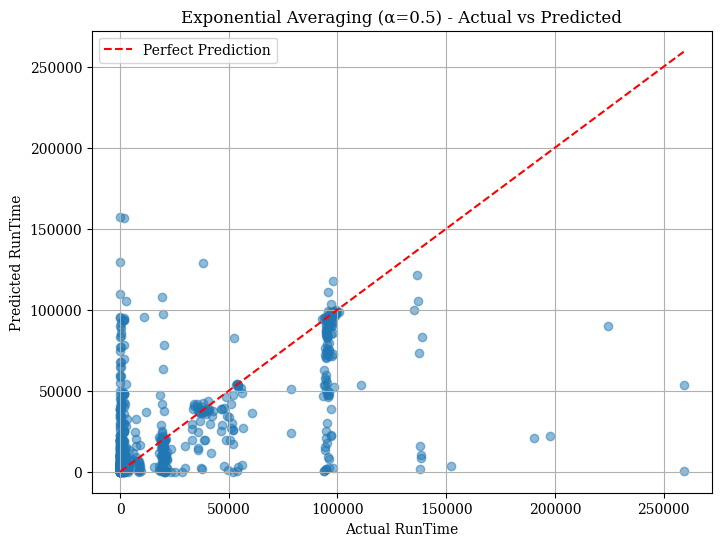 Exponential Averaging (α=0.5) - Actual vs Predicted
Perfect Prediction
250000
200000
150000
100000
50000
0
Predicted RunTime
0 50000 100000 150000 200000 250000
Actual RunTime